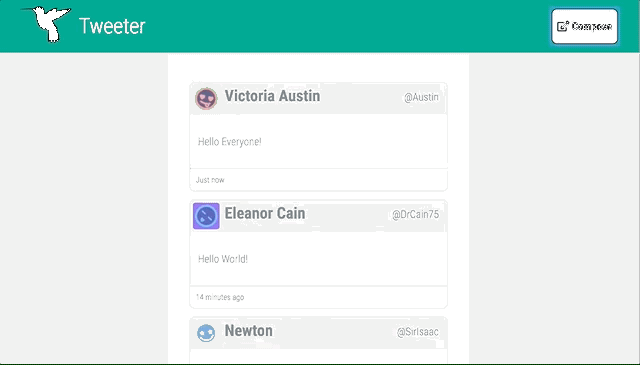 Tweeter
Compose
Victoria Austin @Austin
Hello Everyone!
Just now
Eleanor Cain @DrCain75
Hello World!
14 minutes ago
Newton @SirIsaac